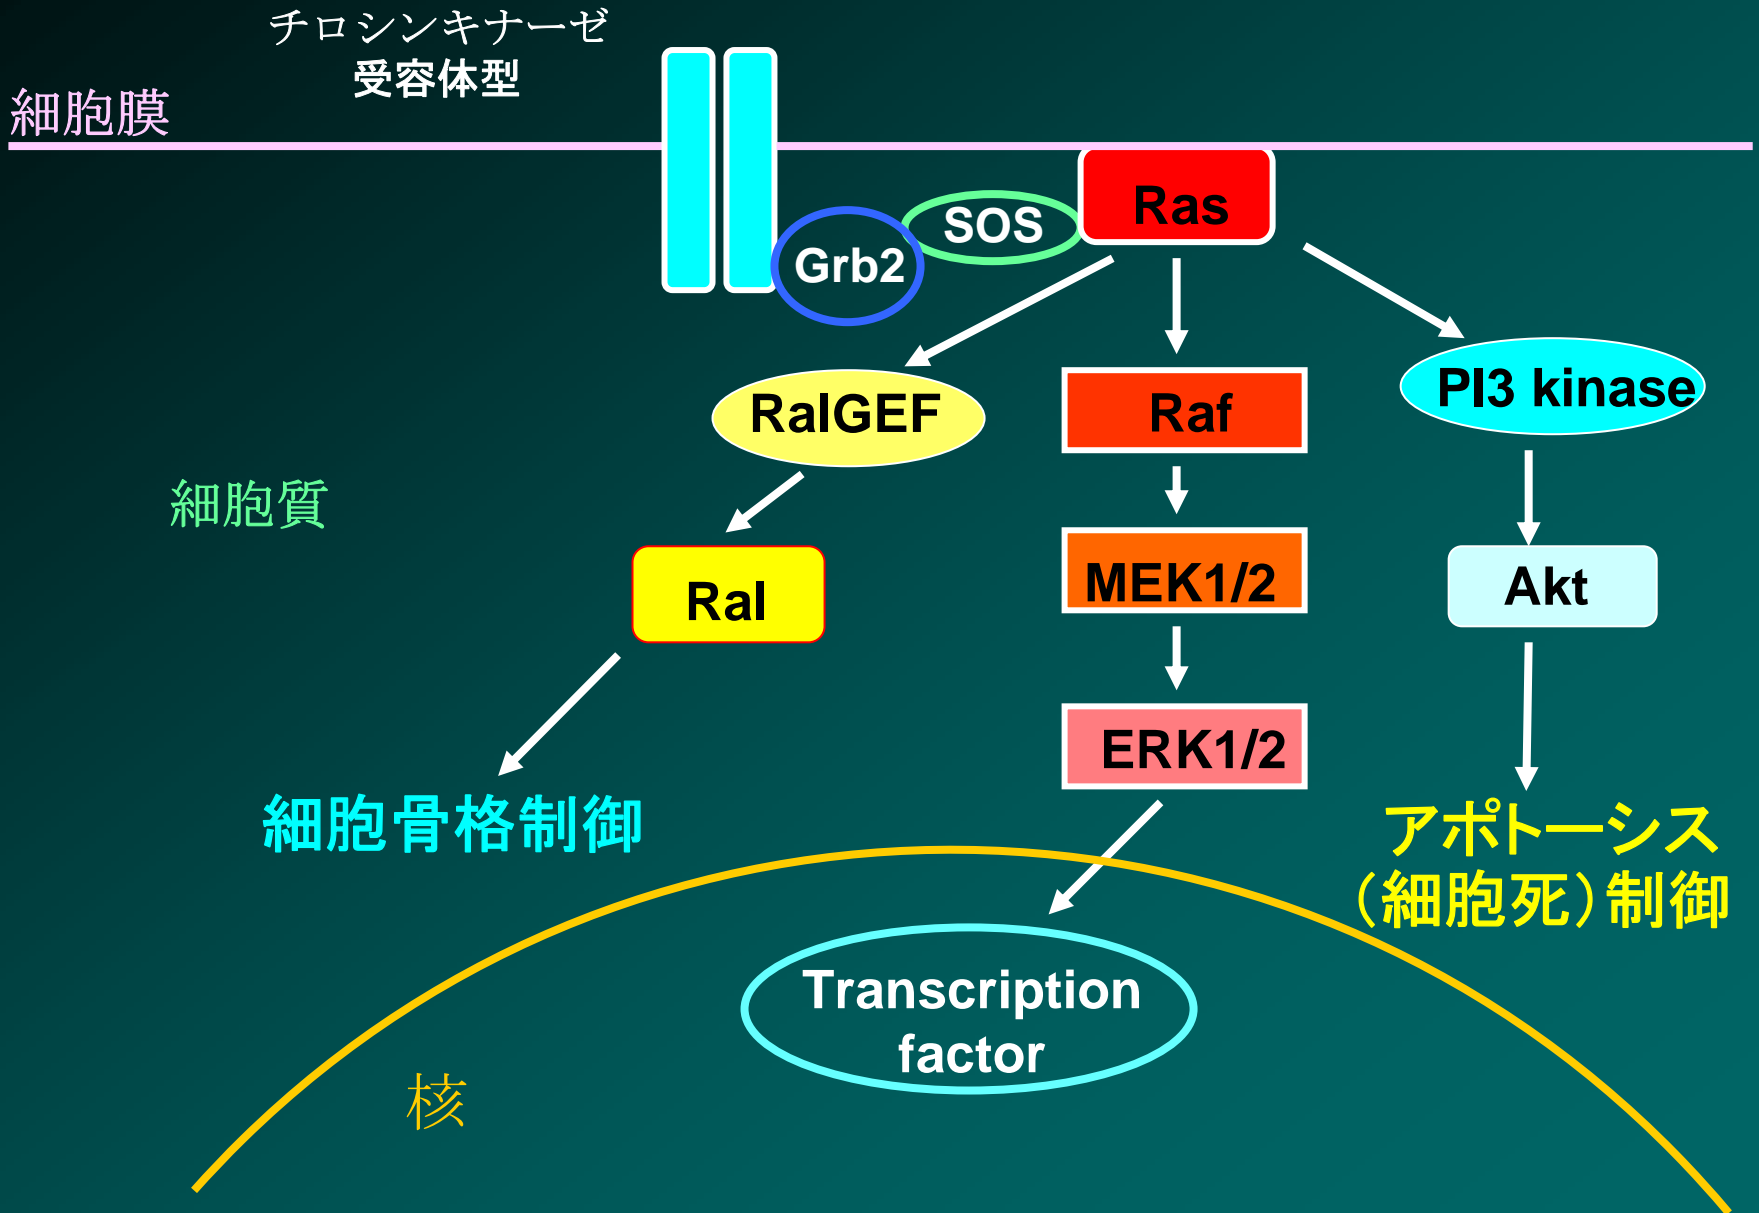 チロシンキナーゼ
受容体型
細胞膜
Ras
SOS
Grb2
RalGEF
Raf
PI3 kinase
細胞質
Ral
MEK1/2
Akt
ERK1/2
細胞骨格制御
アポトーシス
（細胞死）制御
Transcription
factor
核